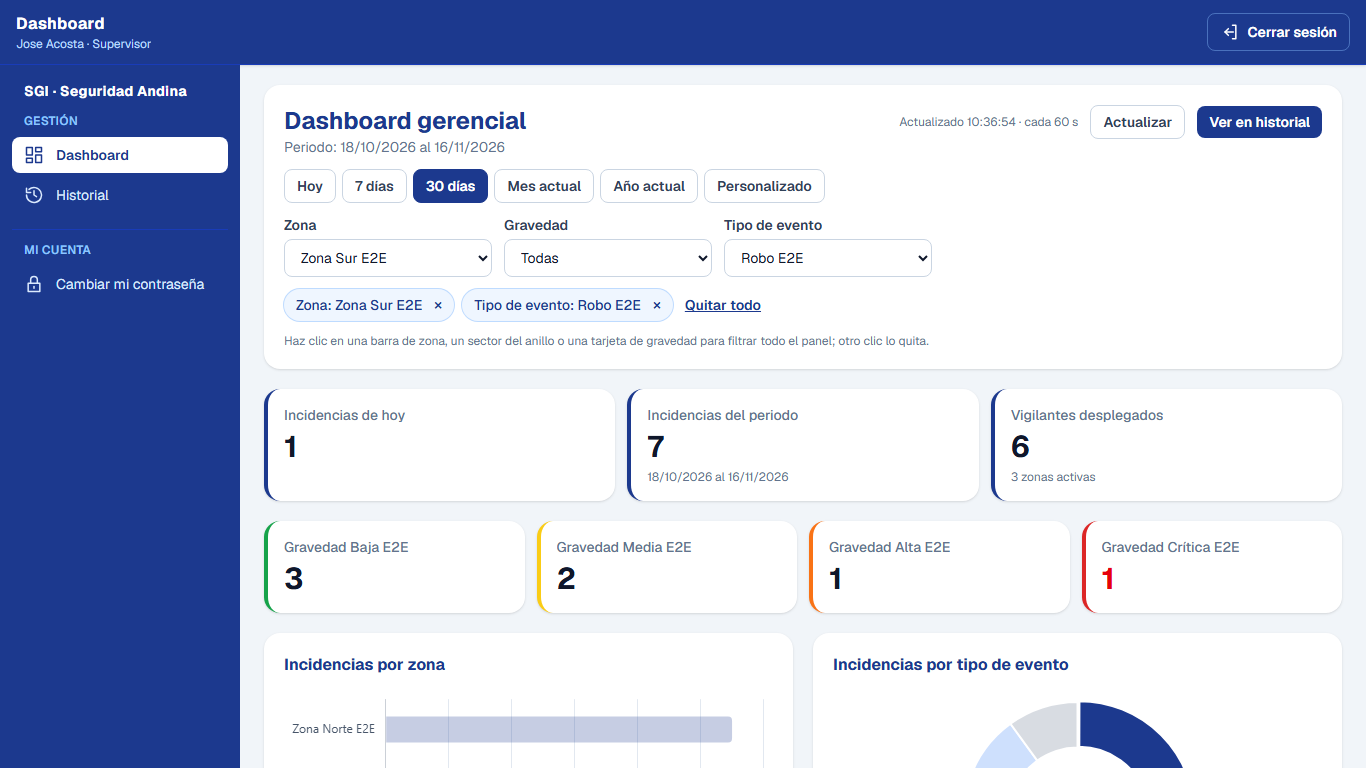 Dashboard
Jose Acosta · Supervisor
Cerrar sesión
SGI · Seguridad Andina
GESTIÓN
Dashboard
Historial
MI CUENTA
Cambiar mi contraseña
Dashboard gerencial
Periodo: 18/10/2026 al 16/11/2026
Actualizado 10:36:54 · cada 60 s
Actualizar
Ver en historial
Hoy
7 días
30 días
Mes actual
Año actual
Personalizado
Zona
Gravedad
Tipo de evento
Zona Sur E2E
Todas
Robo E2E
Zona: Zona Sur E2E ×
Tipo de evento: Robo E2E ×
Quitar todo
Haz clic en una barra de zona, un sector del anillo o una tarjeta de gravedad para filtrar todo el panel; otro clic lo quita.
Incidencias de hoy
1
Incidencias del periodo
7
18/10/2026 al 16/11/2026
Vigilantes desplegados
6
3 zonas activas
Gravedad Baja E2E
3
Gravedad Media E2E
2
Gravedad Alta E2E
1
Gravedad Crítica E2E
1
Incidencias por zona
Zona Norte E2E
Incidencias por tipo de evento